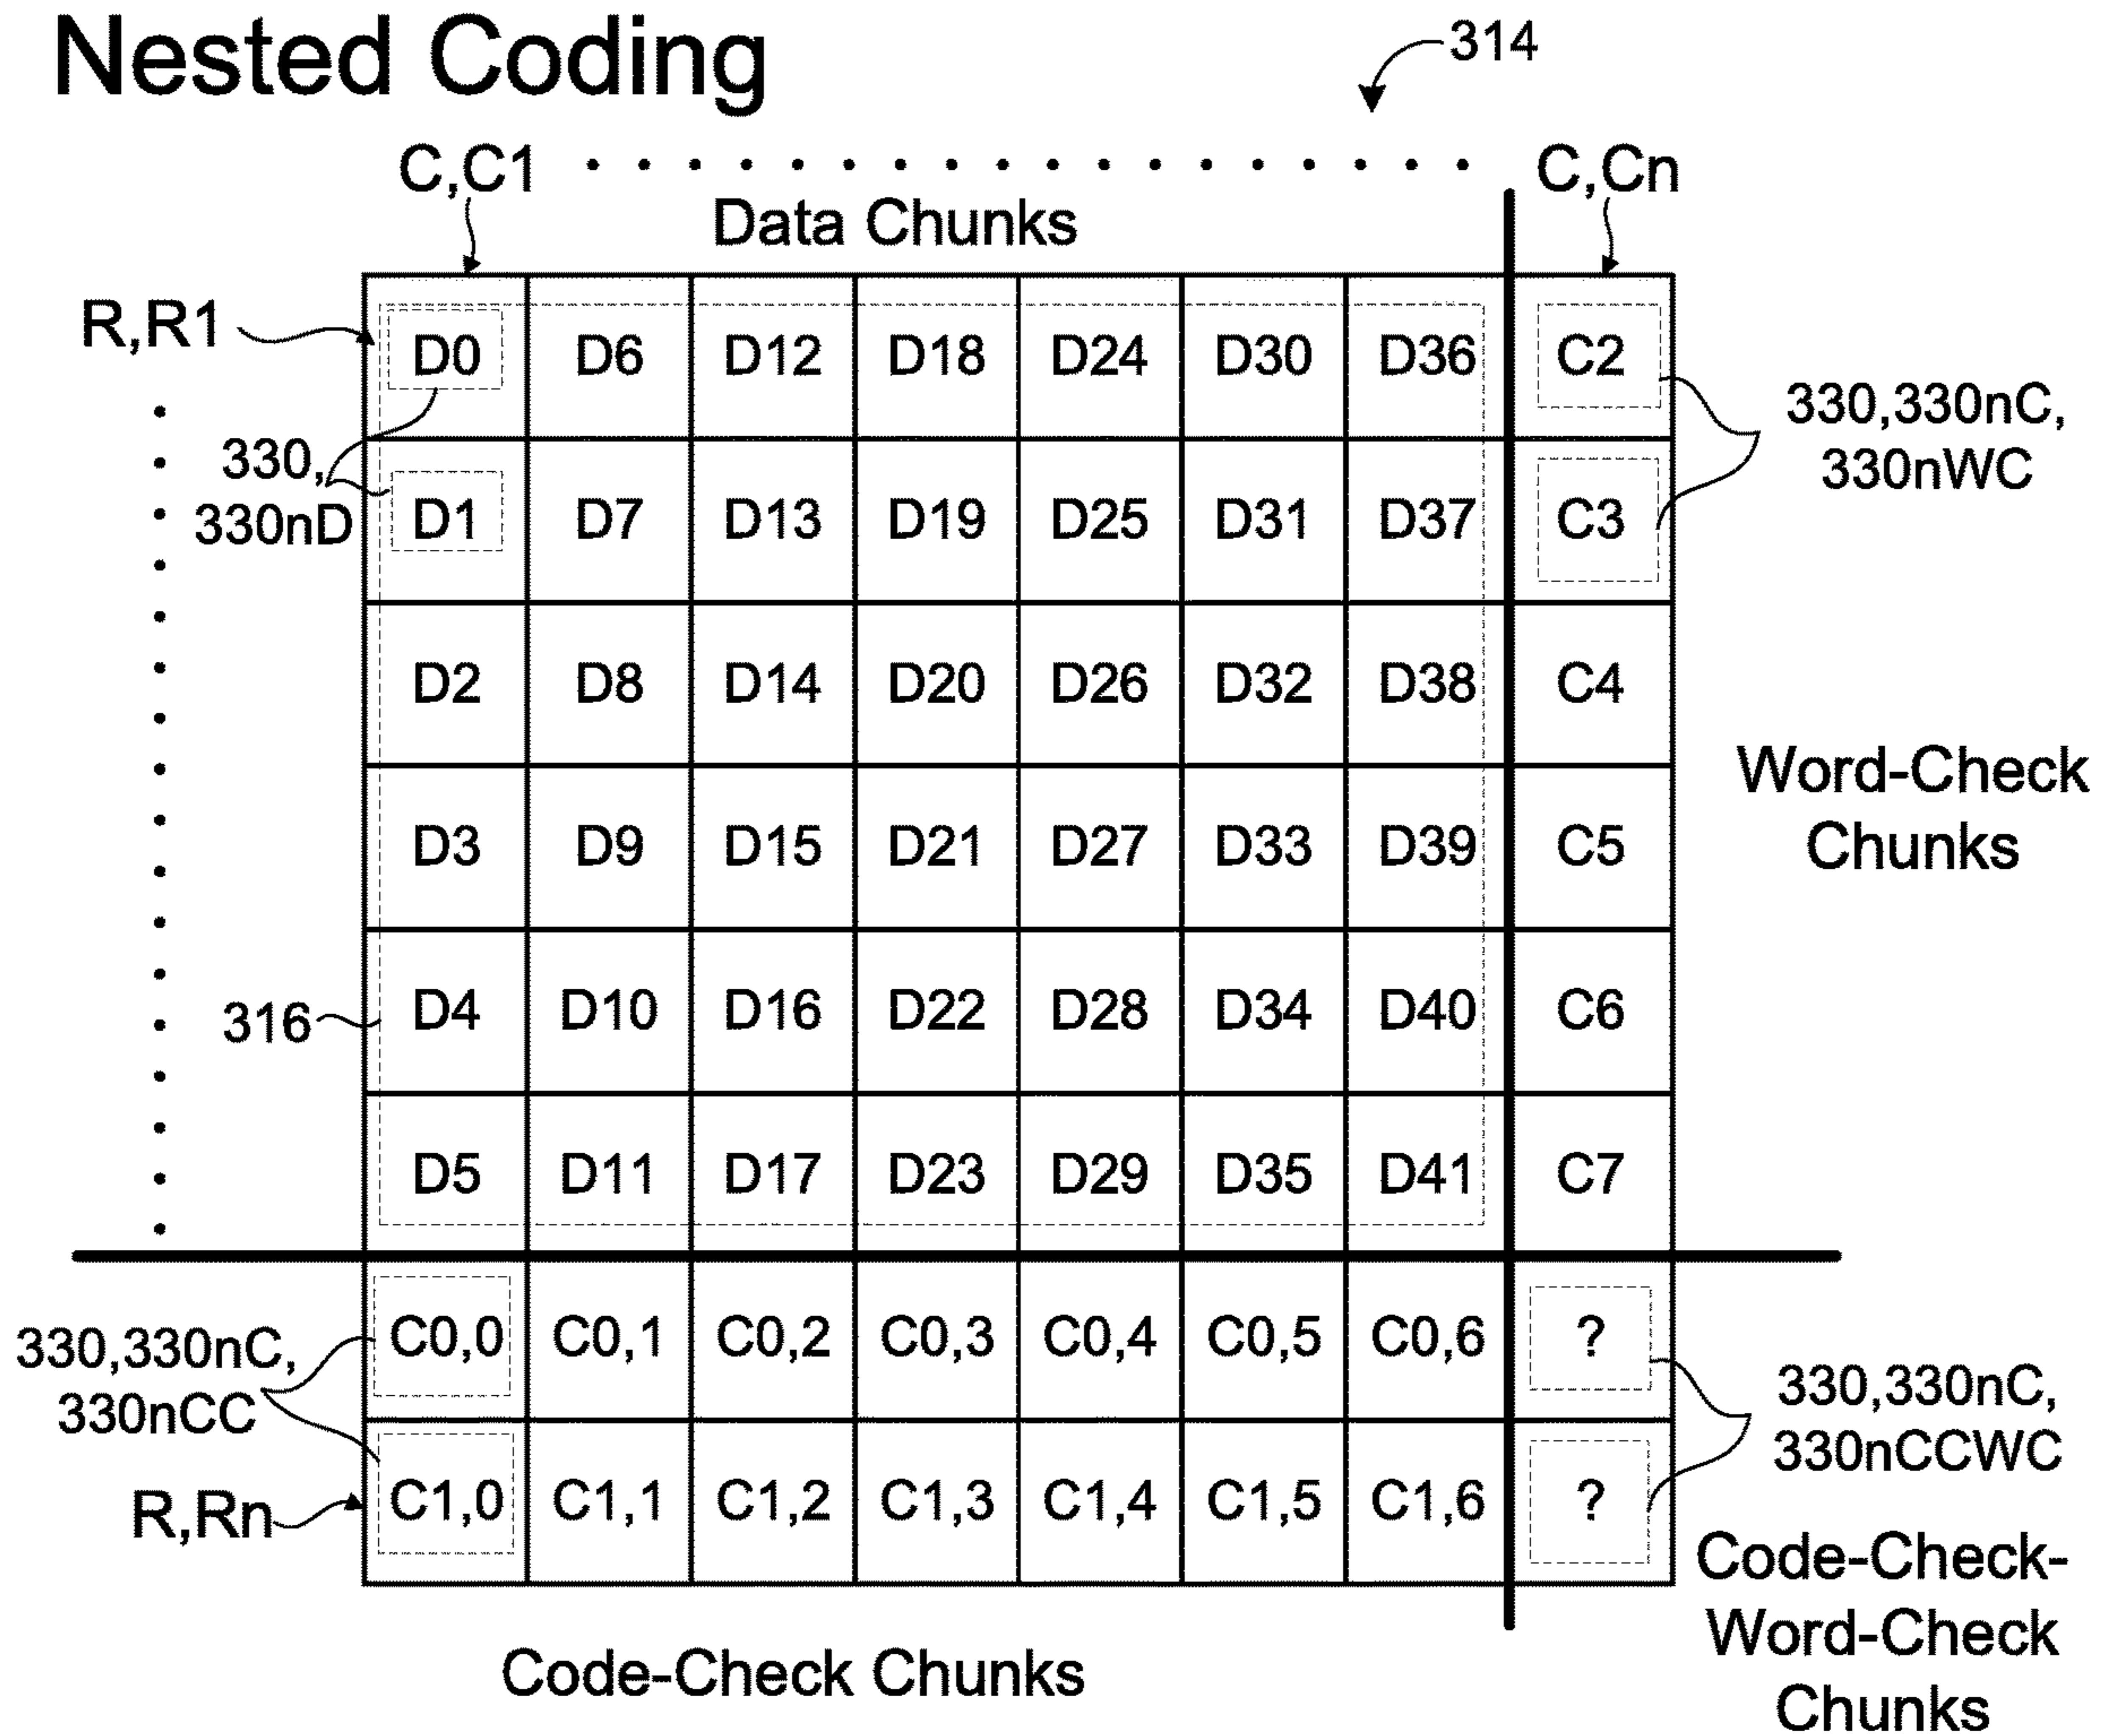 Nested Coding
314
C,C1
C,Cn
Data Chunks
R,R1
D0 D6 D12 D18 D24 D30 D36 C2
330,330nC,
330nWC
330,
330nD
D1 D7 D13 D19 D25 D31 D37 C3
D2 D8 D14 D20 D26 D32 D38 C4
Word-Check
Chunks
D3 D9 D15 D21 D27 D33 D39 C5
316
D4 D10 D16 D22 D28 D34 D40 C6
D5 D11 D17 D23 D29 D35 D41 C7
330,330nC,
330nCC
C0,0 C0,1 C0,2 C0,3 C0,4 C0,5 C0,6 ?
330,330nC,
330nCCWC
R,Rn
C1,0 C1,1 C1,2 C1,3 C1,4 C1,5 C1,6 ?
Code-Check-
Word-Check
Chunks
Code-Check Chunks